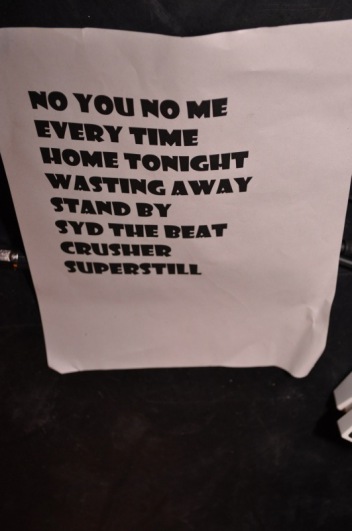 NO YOU NO ME
EVERY TIME
HOME TONIGHT
WASTING AWAY
STAND BY
SYD THE BEAT
CRUSHER
SUPERSTILL